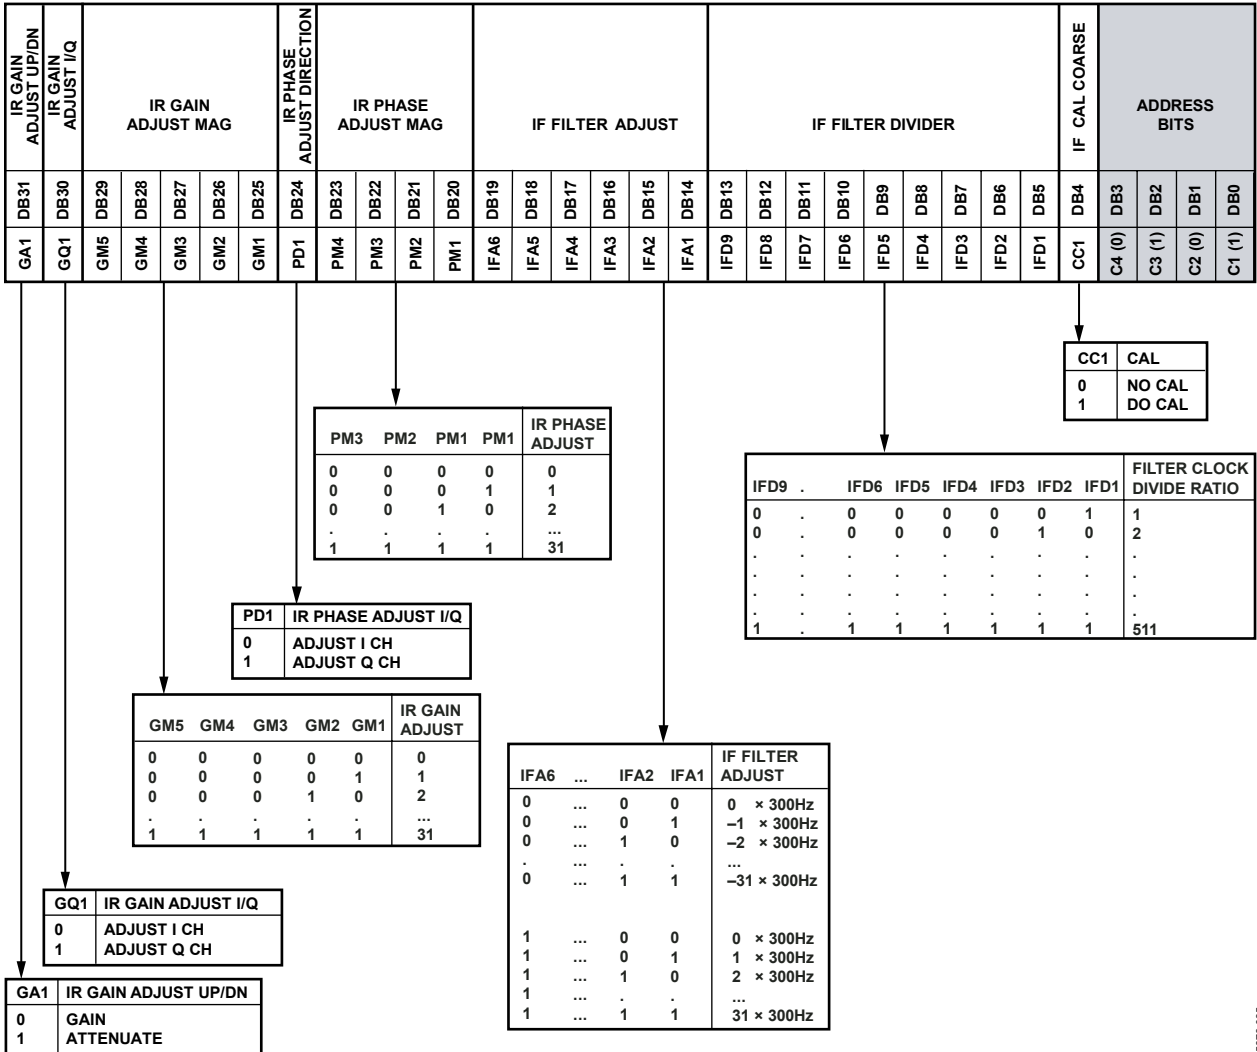 IR GAIN
ADJUST UP/DN
IR GAIN
ADJUST I/Q
IR GAIN
ADJUST MAG
IR PHASE
ADJUST DIRECTION
IR PHASE
ADJUST MAG
IF FILTER ADJUST
IF FILTER DIVIDER
IF CAL COARSE
ADDRESS
BITS
DB31 DB30 DB29 DB28 DB27 DB26 DB25 DB24 DB23 DB22 DB21 DB20 DB19 DB18 DB17 DB16 DB15 DB14 DB13 DB12 DB11 DB10 DB9 DB8 DB7 DB6 DB5 DB4 DB3 DB2 DB1 DB0
GA1 GQ1 GM5 GM4 GM3 GM2 GM1 PD1 PM4 PM3 PM2 PM1 IFA6 IFA5 IFA4 IFA3 IFA2 IFA1 IFD9 IFD8 IFD7 IFD6 IFD5 IFD4 IFD3 IFD2 IFD1 CC1 C4 (0) C3 (1) C2 (0) C1 (1)
CC1 CAL
0 NO CAL
1 DO CAL
PM3 PM2 PM1 PM1 IR PHASE
ADJUST
0 0 0 0 0
0 0 0 1 1
0 0 1 0 2
. . . . ...
1 1 1 1 31
IFD9 . IFD6 IFD5 IFD4 IFD3 IFD2 IFD1 FILTER CLOCK
DIVIDE RATIO
0 . 0 0 0 0 0 1 1
0 . 0 0 0 0 1 0 2
. . . . . . . . .
. . . . . . . . .
. . . . . . . . .
. . . . . . . . .
1 . 1 1 1 1 1 1 511
PD1 IR PHASE ADJUST I/Q
0 ADJUST I CH
1 ADJUST Q CH
GM5 GM4 GM3 GM2 GM1 IR GAIN
ADJUST
0 0 0 0 0 0
0 0 0 0 1 1
0 0 0 1 0 2
. . . . . ...
1 1 1 1 1 31
IFA6 ... IFA2 IFA1 IF FILTER
ADJUST
0 ... 0 0 0 × 300Hz
0 ... 0 1 –1 × 300Hz
0 ... 1 0 –2 × 300Hz
. ... . . ...
0 ... 1 1 –31 × 300Hz
1 ... 0 0 0 × 300Hz
1 ... 0 1 1 × 300Hz
1 ... 1 0 2 × 300Hz
1 ... . . ...
1 ... 1 1 31 × 300Hz
GQ1 IR GAIN ADJUST I/Q
0 ADJUST I CH
1 ADJUST Q CH
GA1 IR GAIN ADJUST UP/DN
0 GAIN
1 ATTENUATE